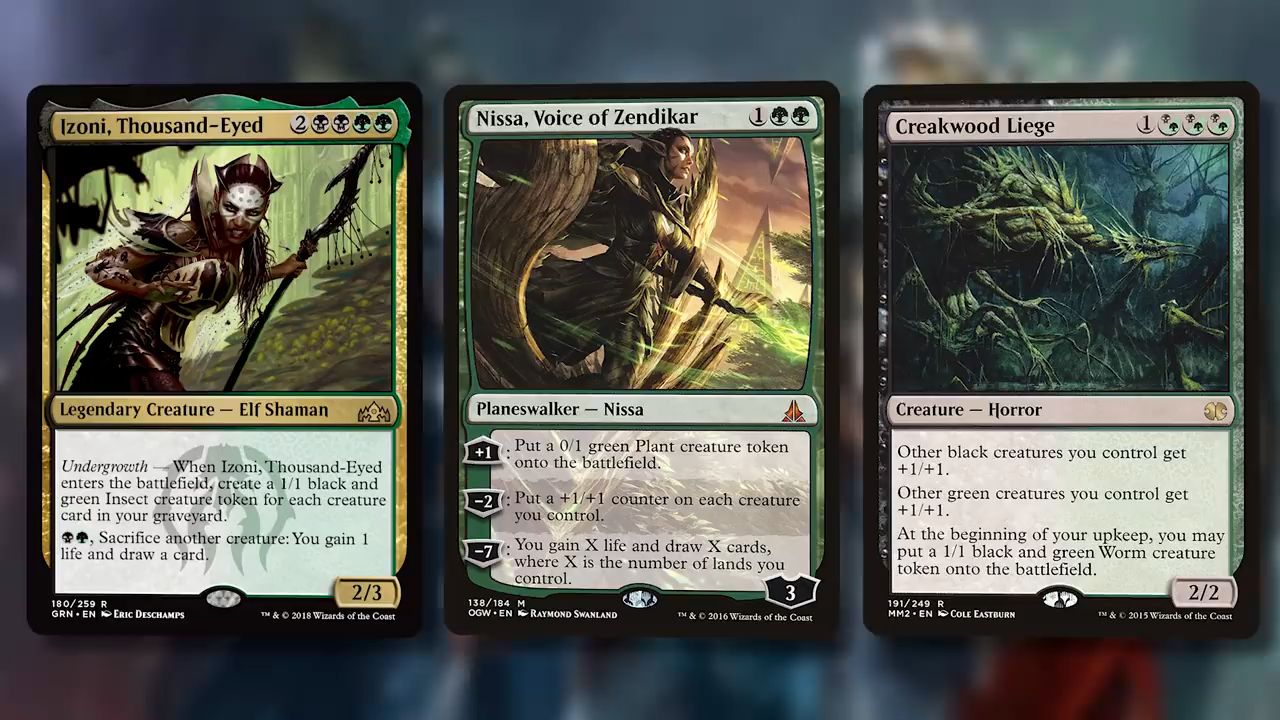 Izoni, Thousand-Eyed 2
Legendary Creature — Elf Shaman
Undergrowth — When Izoni, Thousand-Eyed
enters the battlefield, create a 1/1 black and
green Insect creature token for each creature
card in your graveyard.
, Sacrifice another creature: You gain 1
life and draw a card.
2/3
180/259 R
GRN • EN Eric Deschamps
™ & © 2018 Wizards of the Coast
Nissa, Voice of Zendikar 1
Planeswalker — Nissa
+1: Put a 0/1 green Plant creature token
onto the battlefield.
−2: Put a +1/+1 counter on each creature
you control.
−7: You gain X life and draw X cards,
where X is the number of lands you
control.
3
138/184 M
OGW • EN Raymond Swanland
™ & © 2016 Wizards of the Coast
Creakwood Liege 1
Creature — Horror
Other black creatures you control get
+1/+1.
Other green creatures you control get
+1/+1.
At the beginning of your upkeep, you may
put a 1/1 black and green Worm creature
token onto the battlefield.
2/2
191/249 R
MM2 • EN Cole Eastburn
™ & © 2015 Wizards of the Coast